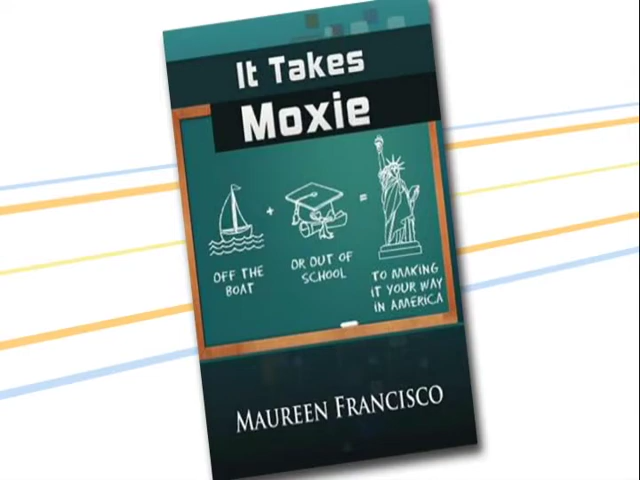 It Takes
Moxie
+
=
OFF THE
BOAT
OR OUT OF
SCHOOL
TO MAKING
IT YOUR WAY
IN AMERICA
MAUREEN FRANCISCO